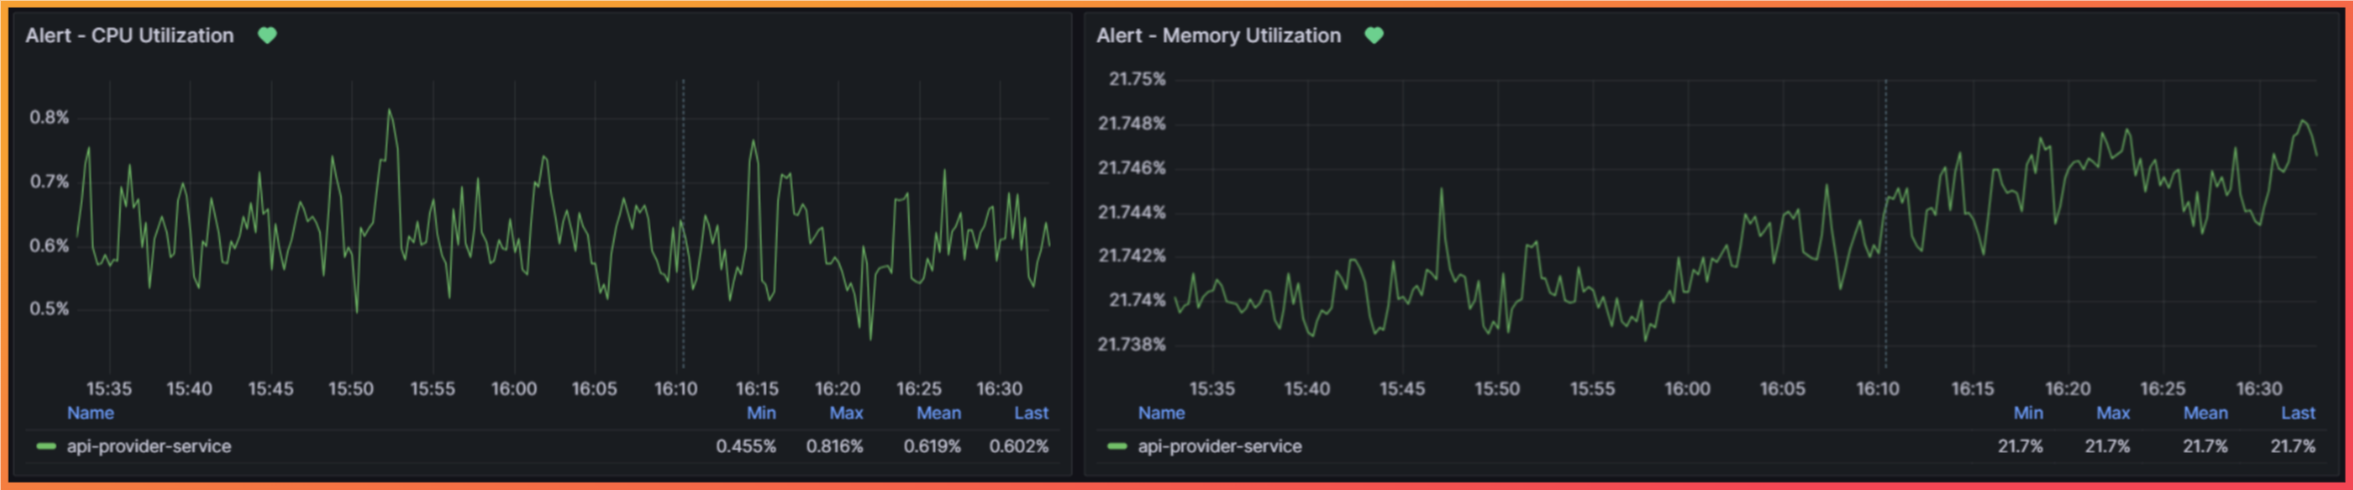 Alert - CPU Utilization
0.8%
0.7%
0.6%
0.5%
15:35 15:40 15:45 15:50 15:55 16:00 16:05 16:10 16:15 16:20 16:25 16:30
Name Min Max Mean Last
api-provider-service 0.455% 0.816% 0.619% 0.602%
Alert - Memory Utilization
21.75%
21.748%
21.746%
21.744%
21.742%
21.74%
21.738%
15:35 15:40 15:45 15:50 15:55 16:00 16:05 16:10 16:15 16:20 16:25 16:30
Name Min Max Mean Last
api-provider-service 21.7% 21.7% 21.7% 21.7%